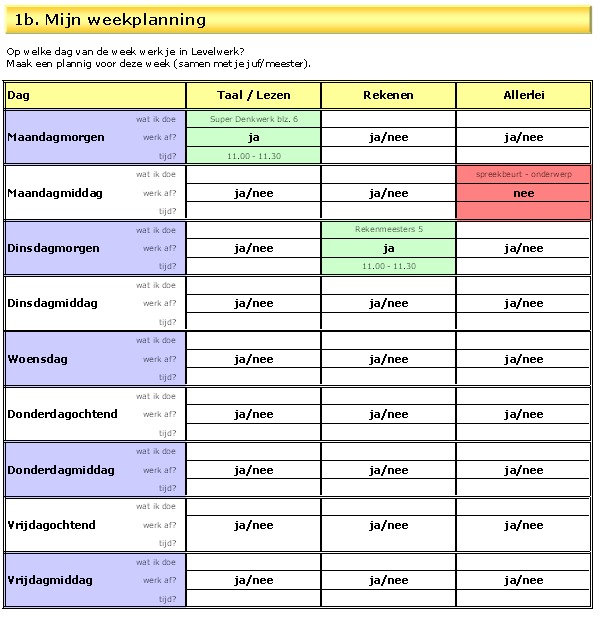 1b. Mijn weekplanning
Op welke dag van de week werk je in Levelwerk?
Maak een plannig voor deze week (samen met je juf/meester).
Dag Taal / Lezen Rekenen Allerlei
wat ik doe Super Denkwerk blz. 6
Maandagmorgen werk af? ja ja/nee ja/nee
tijd? 11.00 - 11.30
wat ik doe spreekbeurt - onderwerp
Maandagmiddag werk af? ja/nee ja/nee nee
tijd?
wat ik doe Rekenmeesters 5
Dinsdagmorgen werk af? ja/nee ja ja/nee
tijd? 11.00 - 11.30
wat ik doe
Dinsdagmiddag werk af? ja/nee ja/nee ja/nee
tijd?
wat ik doe
Woensdag werk af? ja/nee ja/nee ja/nee
tijd?
wat ik doe
Donderdagochtend werk af? ja/nee ja/nee ja/nee
tijd?
wat ik doe
Donderdagmiddag werk af? ja/nee ja/nee ja/nee
tijd?
wat ik doe
Vrijdagochtend werk af? ja/nee ja/nee ja/nee
tijd?
wat ik doe
Vrijdagmiddag werk af? ja/nee ja/nee ja/nee
tijd?